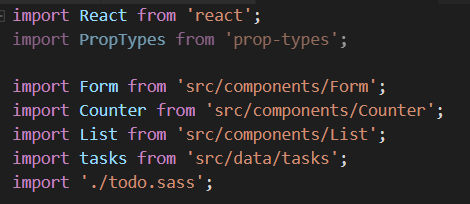 import React from 'react';
import PropTypes from 'prop-types';
import Form from 'src/components/Form';
import Counter from 'src/components/Counter';
import List from 'src/components/List';
import tasks from 'src/data/tasks';
import './todo.sass';